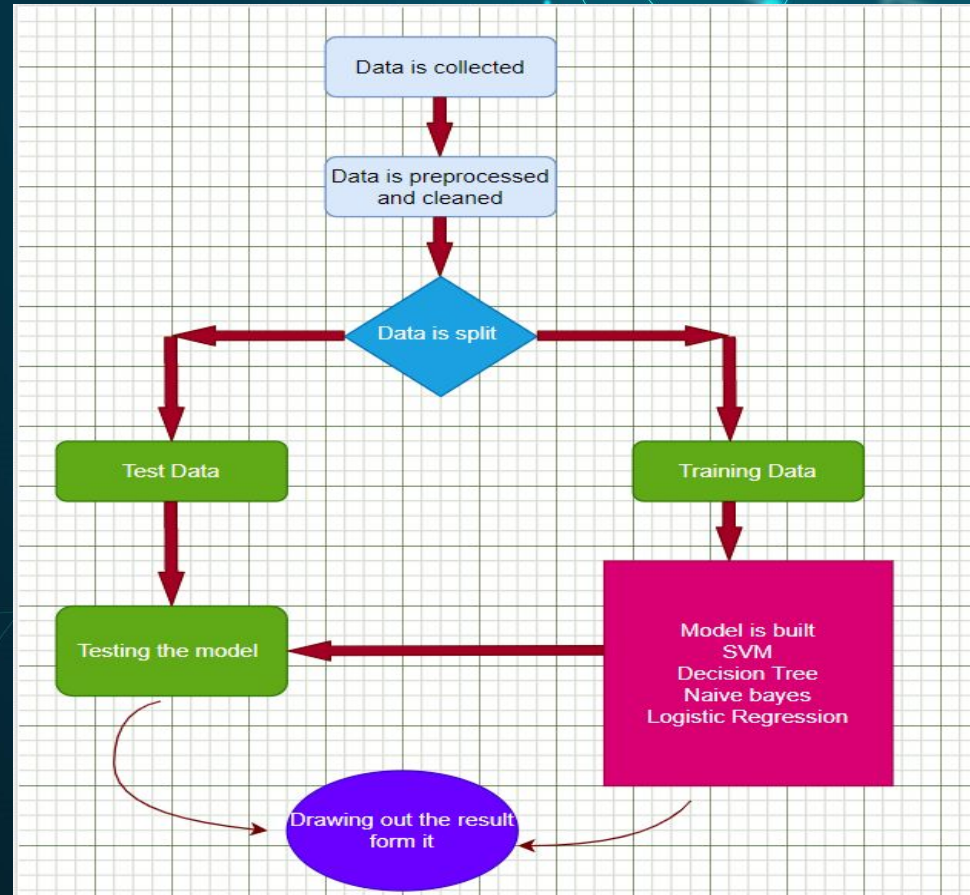 Data is collected
Data is preprocessed
and cleaned
Data is split
Test Data
Training Data
Testing the model
Model is built
SVM
Decision Tree
Naive bayes
Logistic Regression
Drawing out the result
form it